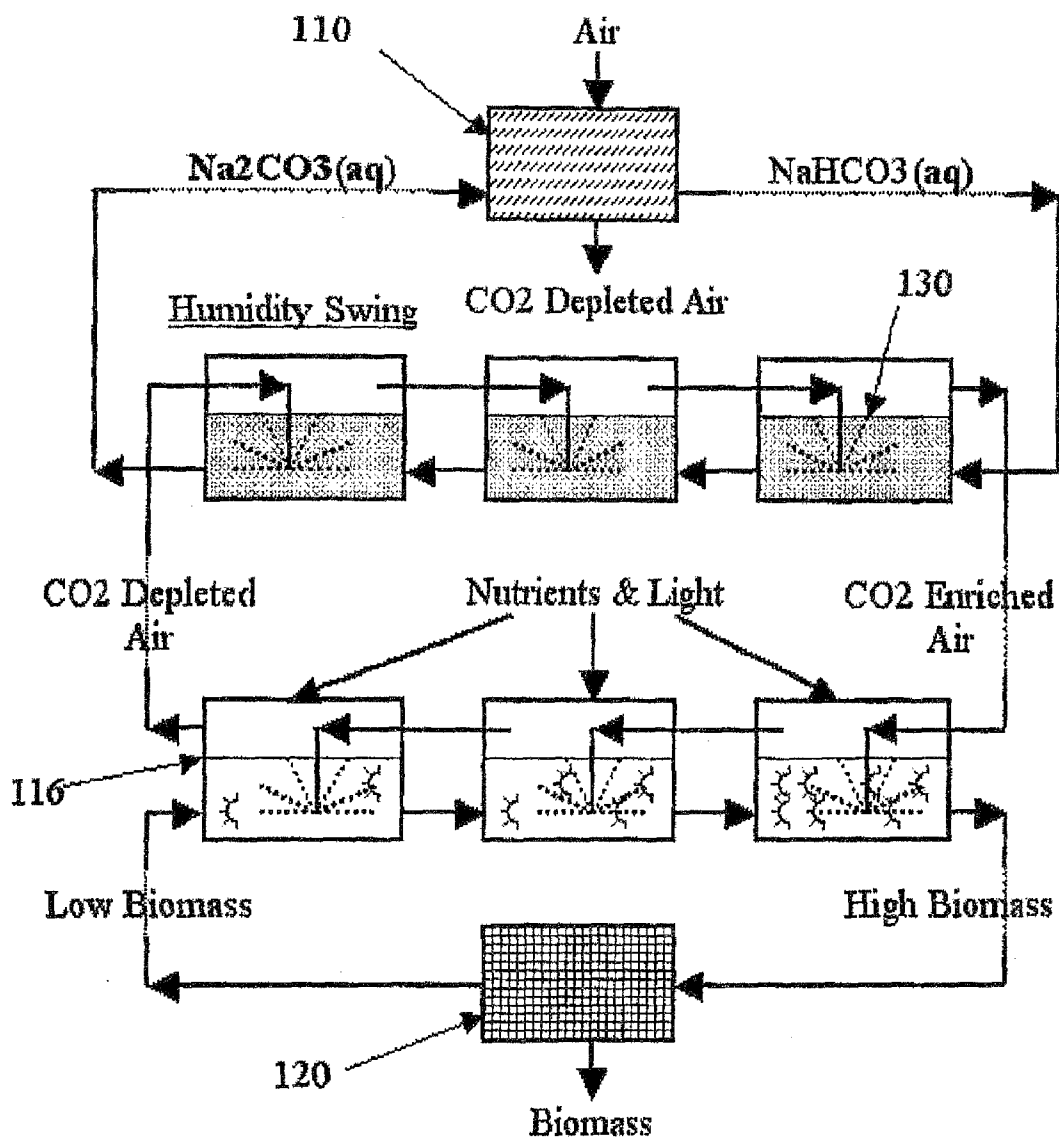 110
Air
Na2CO3(aq)
NaHCO3(aq)
Humidity Swing
CO2 Depleted Air
130
CO2 Depleted
Air
Nutrients & Light
CO2 Enriched
Air
116
Low Biomass
High Biomass
120
Biomass